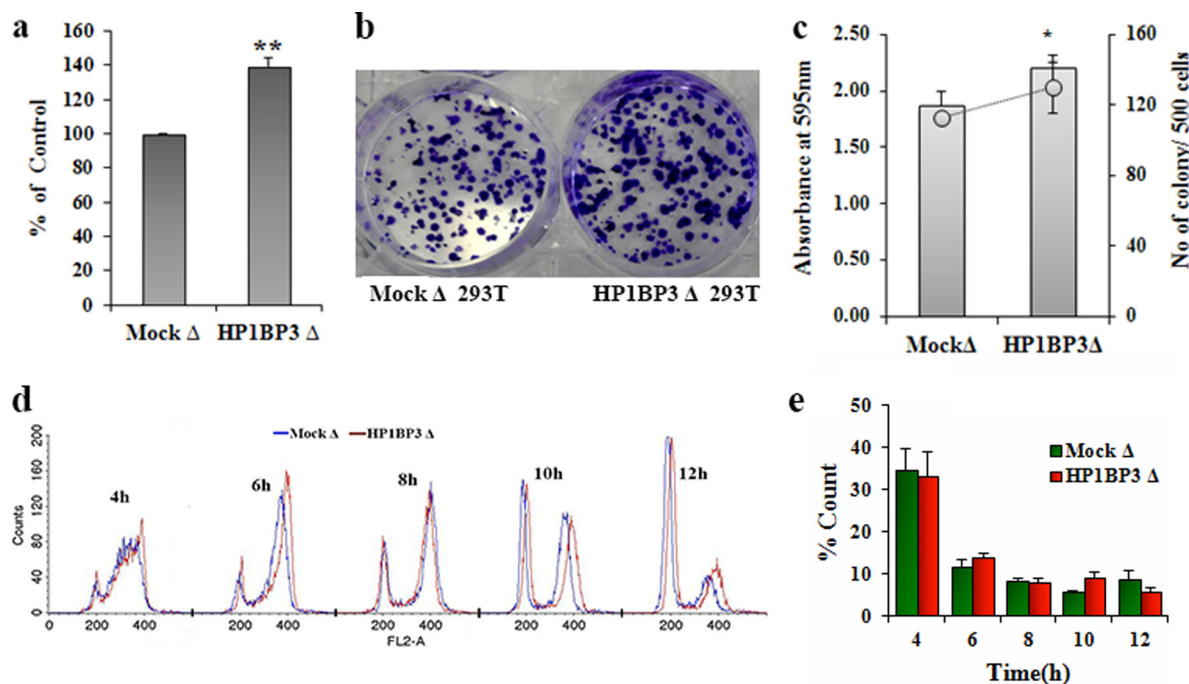 a
% of Control
160
140
120
100
80
60
40
20
0
**
Mock Δ HP1BP3 Δ
b
Mock Δ 293T HP1BP3 Δ 293T
c
Absorbance at 595nm
2.50
2.00
1.50
1.00
0.50
0.00
*
MockΔ HP1BP3Δ
160
120
80
40
0
No of colony/ 500 cells
d
Mock Δ HP1BP3 Δ
Counts
200
160
120
80
40
0
4h 6h 8h 10h 12h
0 200 400 200 400 200 400 200 400 200 400
FL2-A
e
% Count
50
40
30
20
10
0
Mock Δ
HP1BP3 Δ
4 6 8 10 12
Time(h)